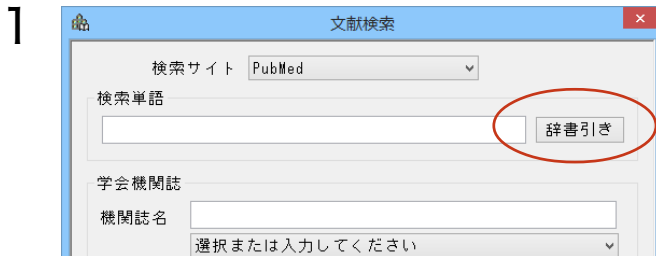 1
文献検索
検索サイト PubMed
検索単語
辞書引き
学会機関誌
機関誌名
選択または入力してください